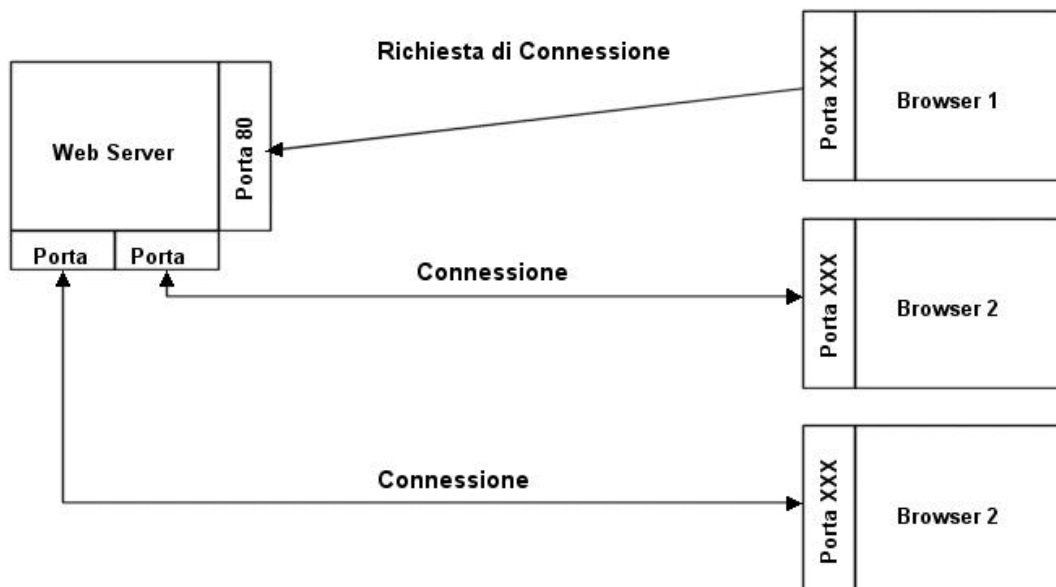 Richiesta di Connessione
Porta XXX
Browser 1
Web Server
Porta 80
Porta
Porta
Connessione
Porta XXX
Browser 2
Connessione
Porta XXX
Browser 2